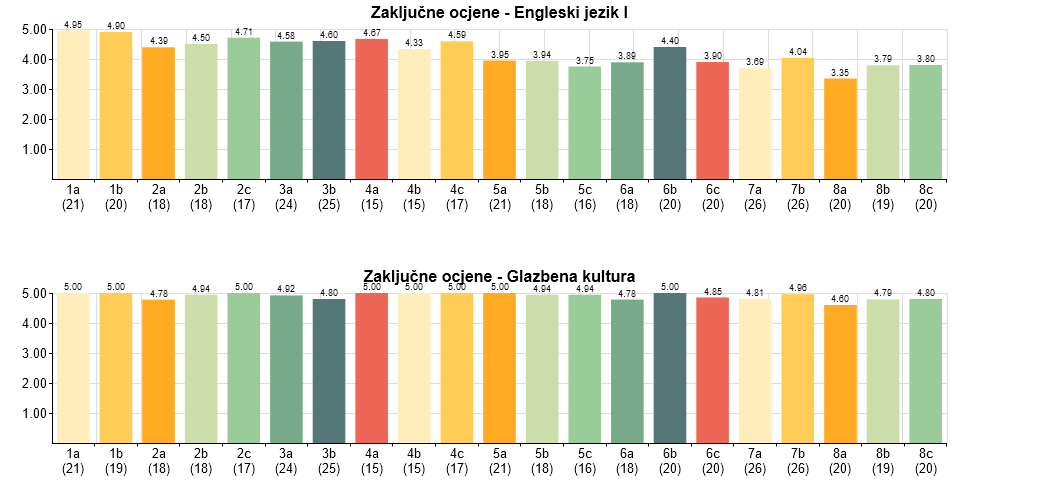 Zaključne ocjene - Engleski jezik I
5.00 4.95 4.90 4.39 4.50 4.71 4.58 4.60 4.67 4.33 4.59 3.95 3.94 3.75 3.89 4.40 3.90 3.69 4.04 3.35 3.79 3.80
4.00
3.00
2.00
1.00
1a 1b 2a 2b 2c 3a 3b 4a 4b 4c 5a 5b 5c 6a 6b 6c 7a 7b 8a 8b 8c
(21) (20) (18) (18) (17) (24) (25) (15) (15) (17) (21) (18) (16) (18) (20) (20) (26) (26) (20) (19) (20)
Zaključne ocjene - Glazbena kultura
5.00 5.00 5.00 4.78 4.94 5.00 4.92 4.80 5.00 5.00 5.00 5.00 4.94 4.94 4.78 5.00 4.85 4.81 4.96 4.60 4.79 4.80
4.00
3.00
2.00
1.00
1a 1b 2a 2b 2c 3a 3b 4a 4b 4c 5a 5b 5c 6a 6b 6c 7a 7b 8a 8b 8c
(21) (19) (18) (18) (17) (24) (25) (15) (15) (17) (21) (18) (16) (18) (20) (20) (26) (26) (20) (19) (20)